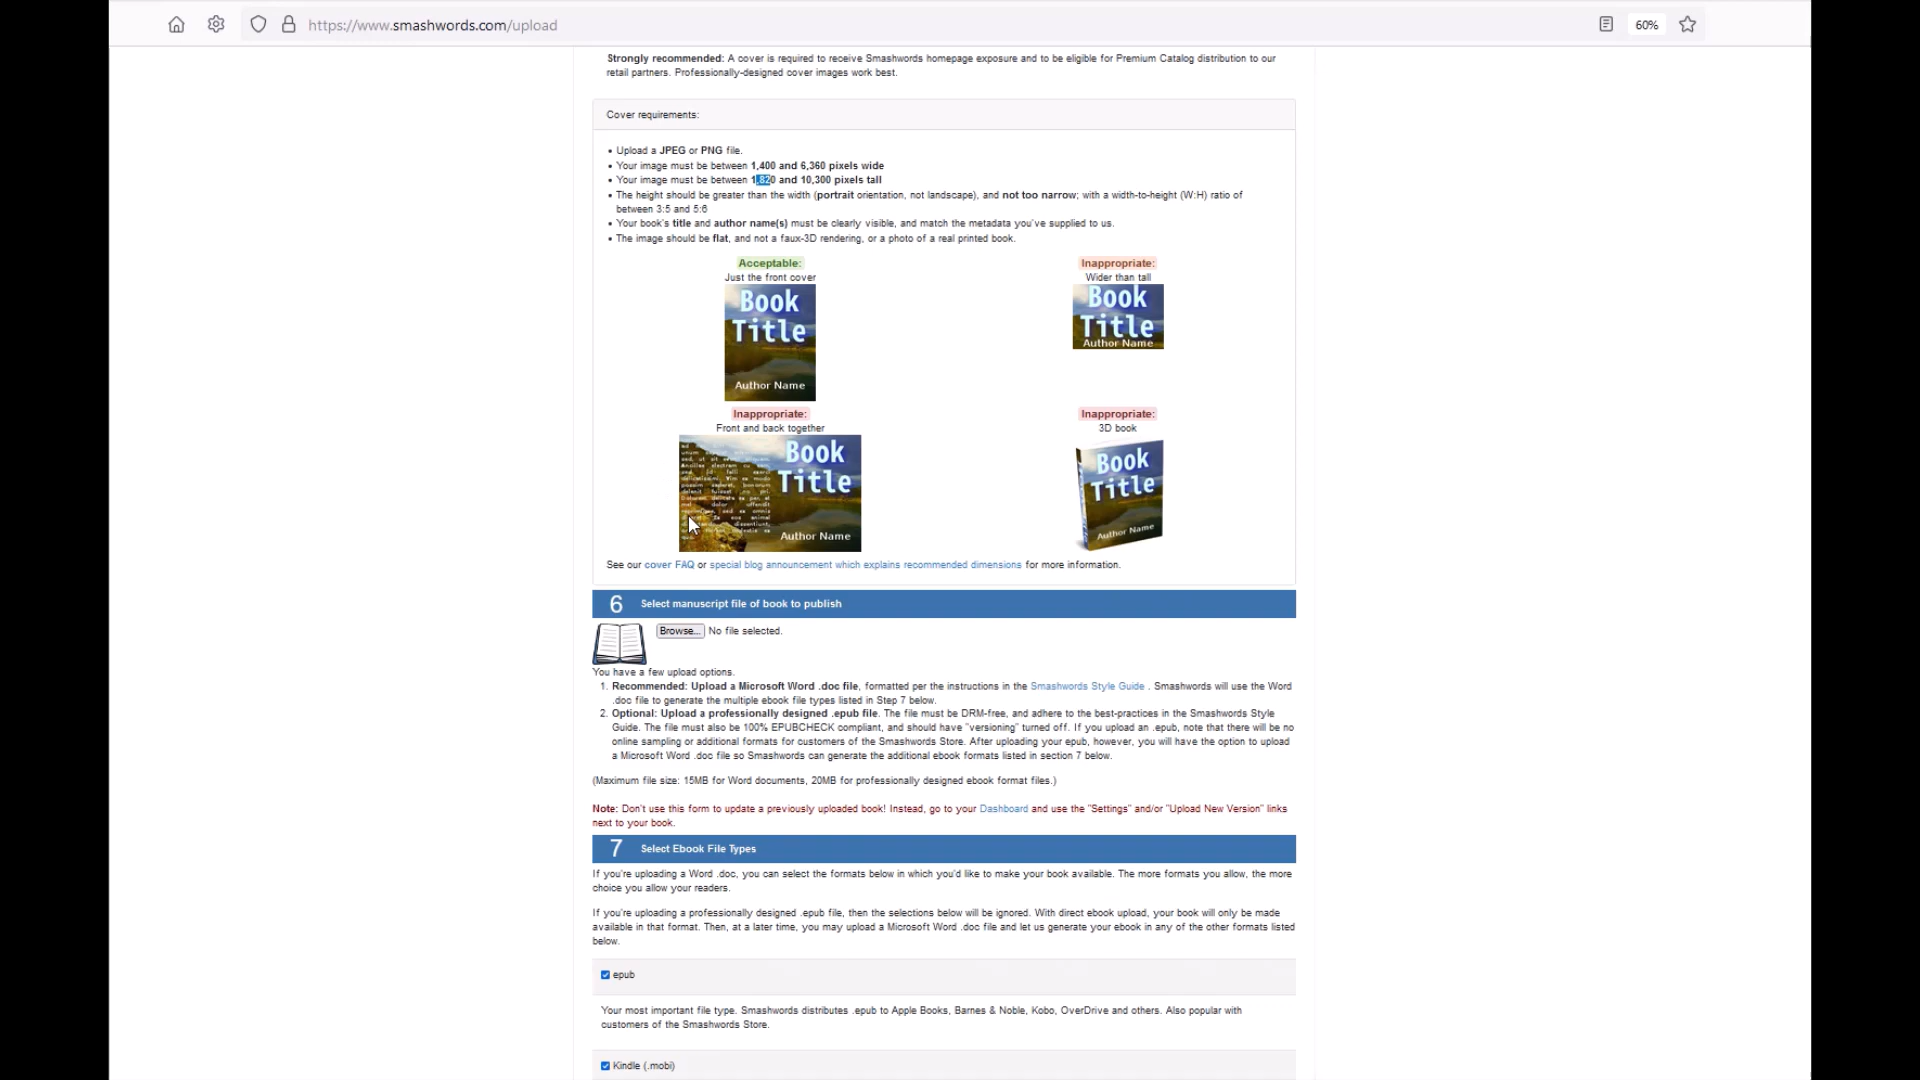 https://www.smashwords.com/upload
60%
Strongly recommended: A cover is required to receive Smashwords homepage exposure and to be eligible for Premium Catalog distribution to our
retail partners. Professionally-designed cover images work best.
Cover requirements:
• Upload a JPEG or PNG file.
• Your image must be between 1,400 and 6,360 pixels wide
• Your image must be between 1,820 and 10,300 pixels tall
• The height should be greater than the width (portrait orientation, not landscape), and not too narrow; with a width-to-height (W:H) ratio of
between 3:5 and 5:6
• Your book's title and author name(s) must be clearly visible, and match the metadata you've supplied to us.
• The image should be flat, and not a faux-3D rendering, or a photo of a real printed book.
Acceptable:
Just the front cover
Book
Title
Author Name
Inappropriate:
Wider than tall
Book
Title
Author Name
Inappropriate:
Front and back together
Book
Title
Author Name
Inappropriate:
3D book
Book
Title
Author Name
See our cover FAQ or special blog announcement which explains recommended dimensions for more information.
6 Select manuscript file of book to publish
Browse... No file selected.
You have a few upload options.
1. Recommended: Upload a Microsoft Word .doc file, formatted per the instructions in the Smashwords Style Guide . Smashwords will use the Word
.doc file to generate the multiple ebook file types listed in Step 7 below.
2. Optional: Upload a professionally designed .epub file. The file must be DRM-free, and adhere to the best-practices in the Smashwords Style
Guide. The file must also be 100% EPUBCHECK compliant, and should have "versioning" turned off. If you upload an .epub, note that there will be no
online sampling or additional formats for customers of the Smashwords Store. After uploading your epub, however, you will have the option to upload
a Microsoft Word .doc file so Smashwords can generate the additional ebook formats listed in section 7 below.
(Maximum file size: 15MB for Word documents, 20MB for professionally designed ebook format files.)
Note: Don't use this form to update a previously uploaded book! Instead, go to your Dashboard and use the "Settings" and/or "Upload New Version" links
next to your book.
7 Select Ebook File Types
If you're uploading a Word .doc, you can select the formats below in which you'd like to make your book available. The more formats you allow, the more
choice you allow your readers.
If you're uploading a professionally designed .epub file, then the selections below will be ignored. With direct ebook upload, your book will only be made
available in that format. Then, at a later time, you may upload a Microsoft Word .doc file and let us generate your ebook in any of the other formats listed
below.
epub
Your most important file type. Smashwords distributes .epub to Apple Books, Barnes & Noble, Kobo, OverDrive and others. Also popular with
customers of the Smashwords Store.
Kindle (.mobi)